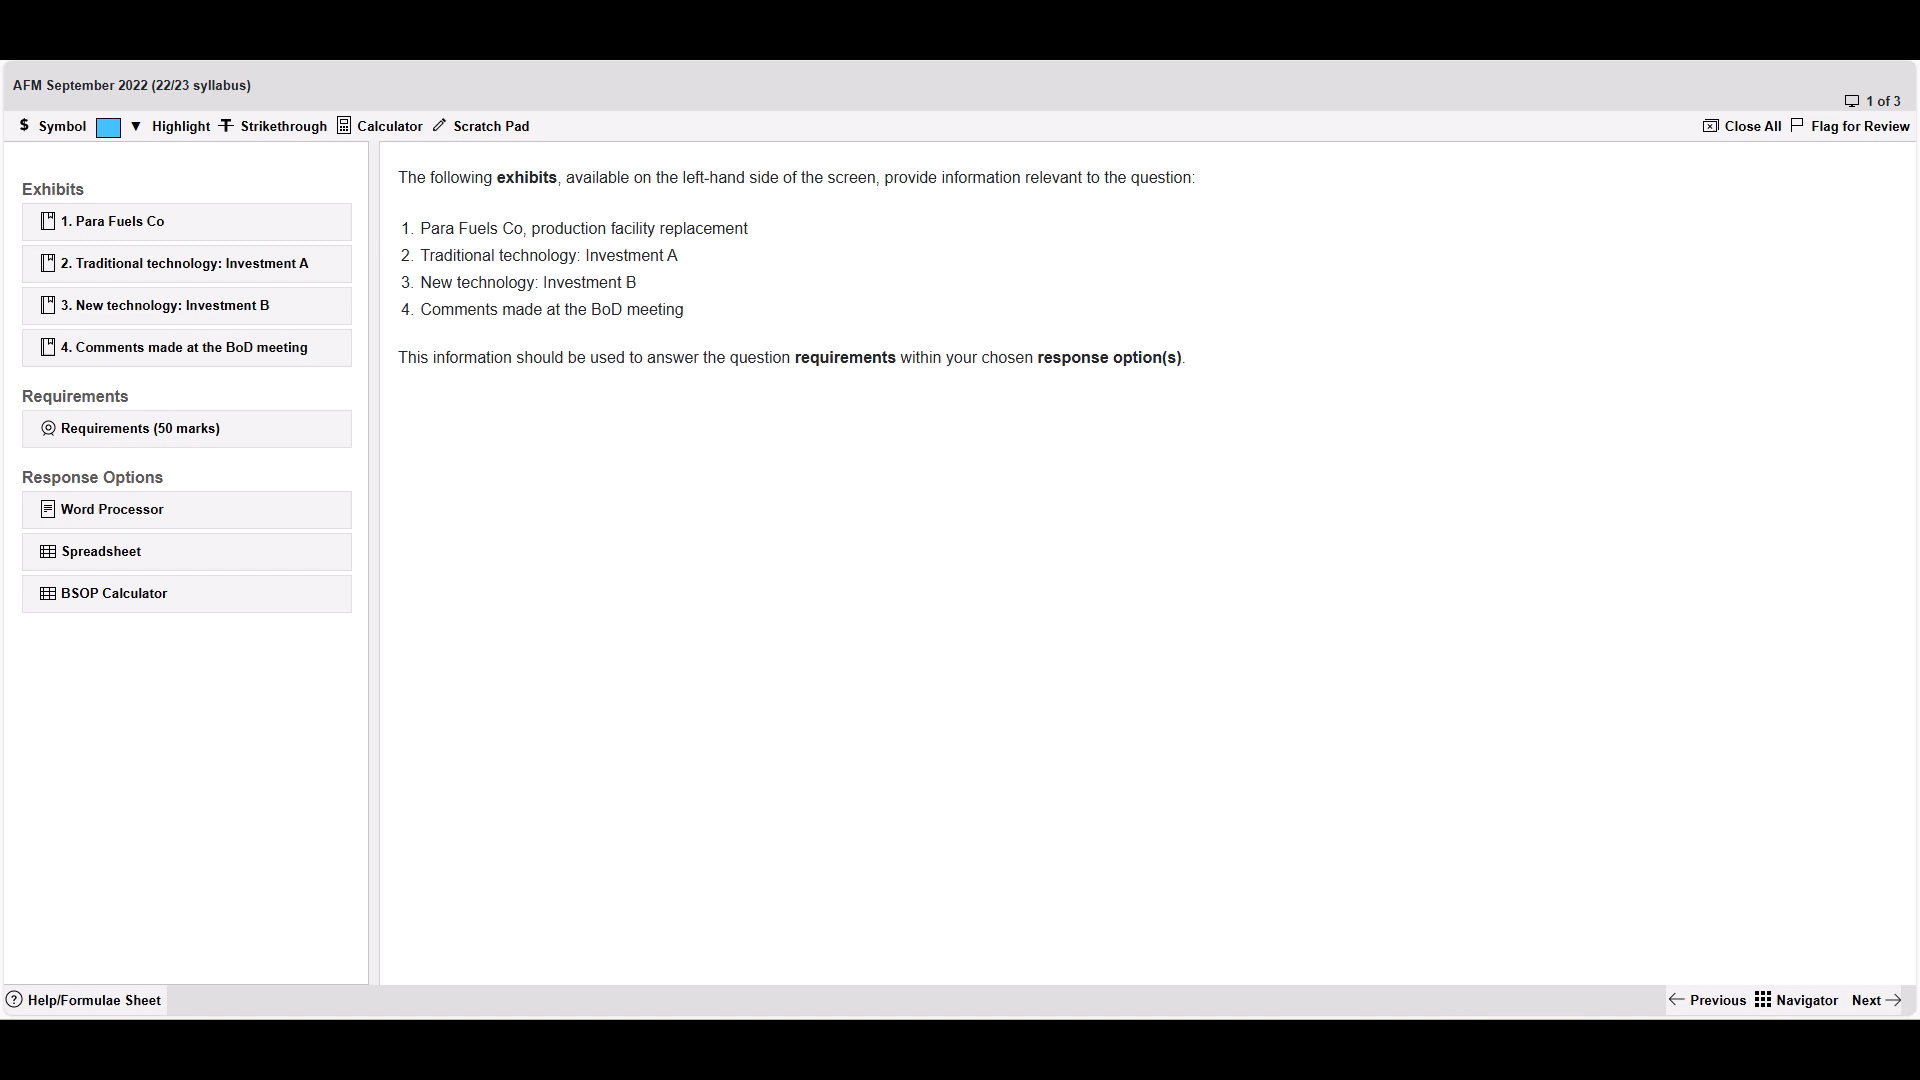 AFM September 2022 (22/23 syllabus)
1 of 3
$ Symbol ▼ Highlight Strikethrough Calculator Scratch Pad Close All Flag for Review
Exhibits
1. Para Fuels Co
2. Traditional technology: Investment A
3. New technology: Investment B
4. Comments made at the BoD meeting
Requirements
Requirements (50 marks)
Response Options
Word Processor
Spreadsheet
BSOP Calculator
The following exhibits, available on the left-hand side of the screen, provide information relevant to the question:
1. Para Fuels Co, production facility replacement
2. Traditional technology: Investment A
3. New technology: Investment B
4. Comments made at the BoD meeting
This information should be used to answer the question requirements within your chosen response option(s).
? Help/Formulae Sheet
← Previous Navigator Next →